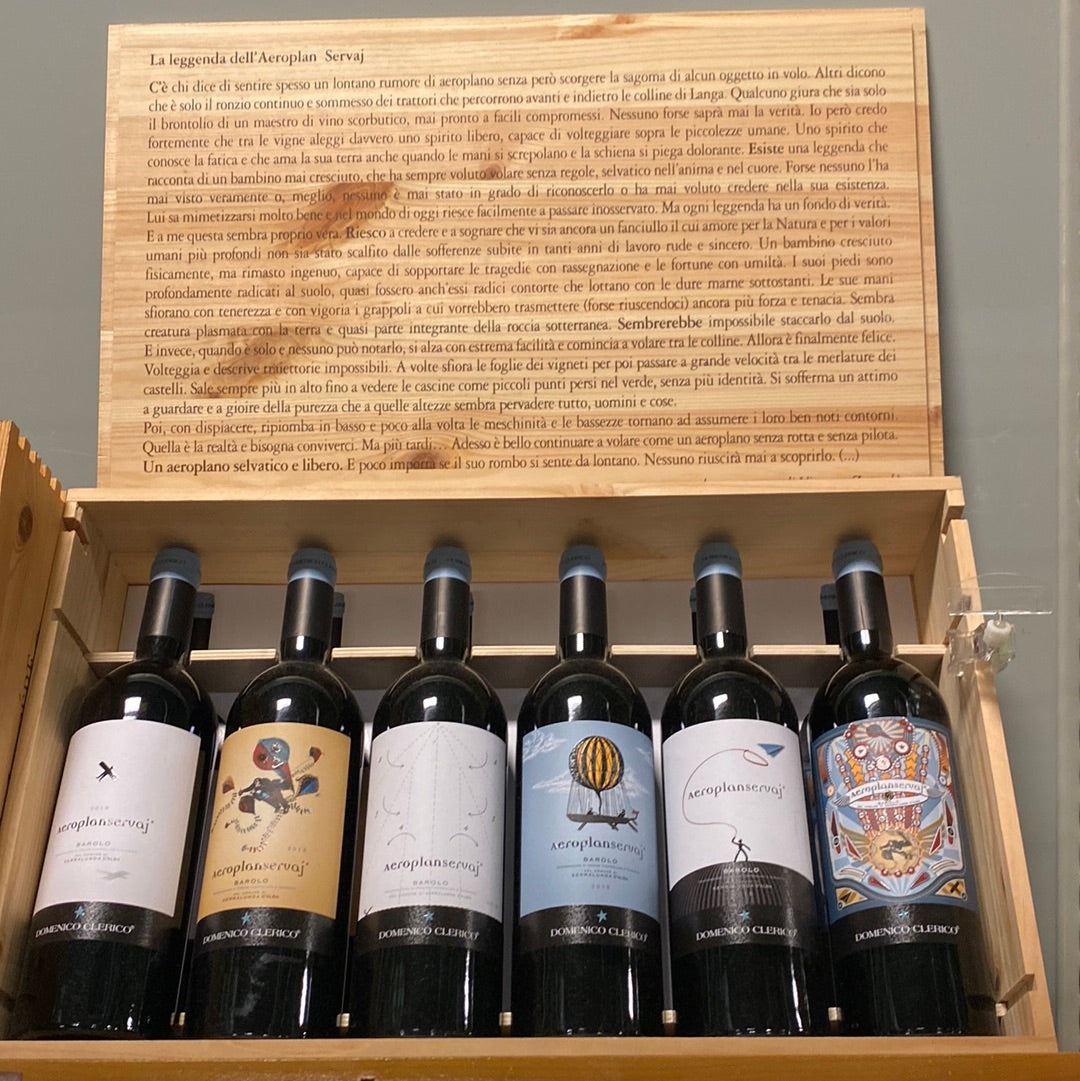 La leggenda dell'Aeroplan Servaj
C'è chi dice di sentire spesso un lontano rumore di aeroplano senza però scorgere la sagoma di alcun oggetto in volo. Altri dicono
che è solo il ronzio continuo e sommesso dei trattori che percorrono avanti e indietro le colline di Langa. Qualcuno giura che sia solo
il brontolio di un maestro di vino scorbutico, mai pronto a facili compromessi. Nessuno forse saprà mai la verità. Io però credo
fortemente che tra le vigne aleggi davvero uno spirito libero, capace di volteggiare sopra le piccolezze umane. Uno spirito che
conosce la fatica e che ama la sua terra anche quando le mani si screpolano e la schiena si piega dolorante. Esiste una leggenda che
racconta di un bambino mai cresciuto, che ha sempre voluto volare senza regole, selvatico nell'anima e nel cuore. Forse nessuno l'ha
mai visto veramente o, meglio, nessuno è mai stato in grado di riconoscerlo o ha mai voluto credere nella sua esistenza.
Lui sa mimetizzarsi molto bene e nel mondo di oggi riesce facilmente a passare inosservato. Ma ogni leggenda ha un fondo di verità.
E a me questa sembra proprio vera. Riesco a credere e a sognare che vi sia ancora un fanciullo il cui amore per la Natura e per i valori
umani più profondi non sia stato scalfito dalle sofferenze subite in tanti anni di lavoro rude e sincero. Un bambino cresciuto
fisicamente, ma rimasto ingenuo, capace di sopportare le tragedie con rassegnazione e le fortune con umiltà. I suoi piedi sono
profondamente radicati al suolo, quasi fossero anch'essi radici contorte che lottano con le dure marne sottostanti. Le sue mani
sfiorano con tenerezza e con vigoria i grappoli a cui vorrebbero trasmettere (forse riuscendoci) ancora più forza e tenacia. Sembra
creatura plasmata con la terra e quasi parte integrante della roccia sotterranea. Sembrerebbe impossibile staccarlo dal suolo.
E invece, quando è solo e nessuno può notarlo, si alza con estrema facilità e comincia a volare tra le colline. Allora è finalmente felice.
Volteggia e descrive traiettorie impossibili. A volte sfiora le foglie dei vigneti per poi passare a grande velocità tra le merlature dei
castelli. Sale sempre più in alto fino a vedere le cascine come piccoli punti persi nel verde, senza più identità. Si sofferma un attimo
a guardare e a gioire della purezza che a quelle altezze sembra pervadere tutto, uomini e cose.
Poi, con dispiacere, ripiomba in basso e poco alla volta le meschinità e le bassezze tornano ad assumere i loro ben noti contorni.
Quella è la realtà e bisogna conviverci. Ma più tardi… Adesso è bello continuare a volare come un aeroplano senza rotta e senza pilota.
Un aeroplano selvatico e libero. E poco importa se il suo rombo si sente da lontano. Nessuno riuscirà mai a scoprirlo. (...)
Aeroplanservaj
BAROLO
SERRALUNGA D'ALBA
DOMENICO CLERICO
Aeroplanservaj
BAROLO
SERRALUNGA D'ALBA
DOMENICO CLERICO
Aeroplanservaj
BAROLO
SERRALUNGA D'ALBA
DOMENICO CLERICO
Aeroplanservaj
BAROLO
SERRALUNGA D'ALBA
DOMENICO CLERICO
Aeroplanservaj
BAROLO
DOMENICO CLERICO
Aeroplanservaj
DOMENICO CLERICO